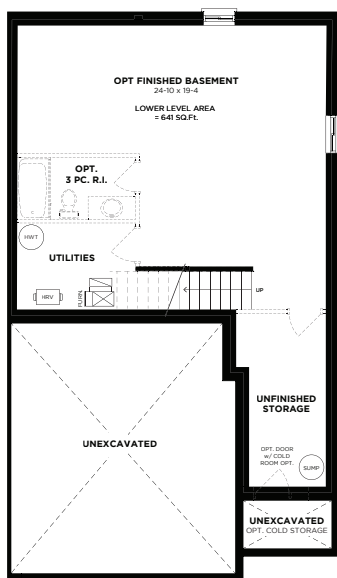 OPT FINISHED BASEMENT
24-10 x 19-4
LOWER LEVEL AREA
= 641 SQ.Ft.
OPT.
3 PC. R.I.
HWT
UTILITIES
HRV
FURN.
UP
UNFINISHED
STORAGE
OPT. DOOR
w/ COLD
ROOM OPT.
SUMP
UNEXCAVATED
UNEXCAVATED
OPT. COLD STORAGE